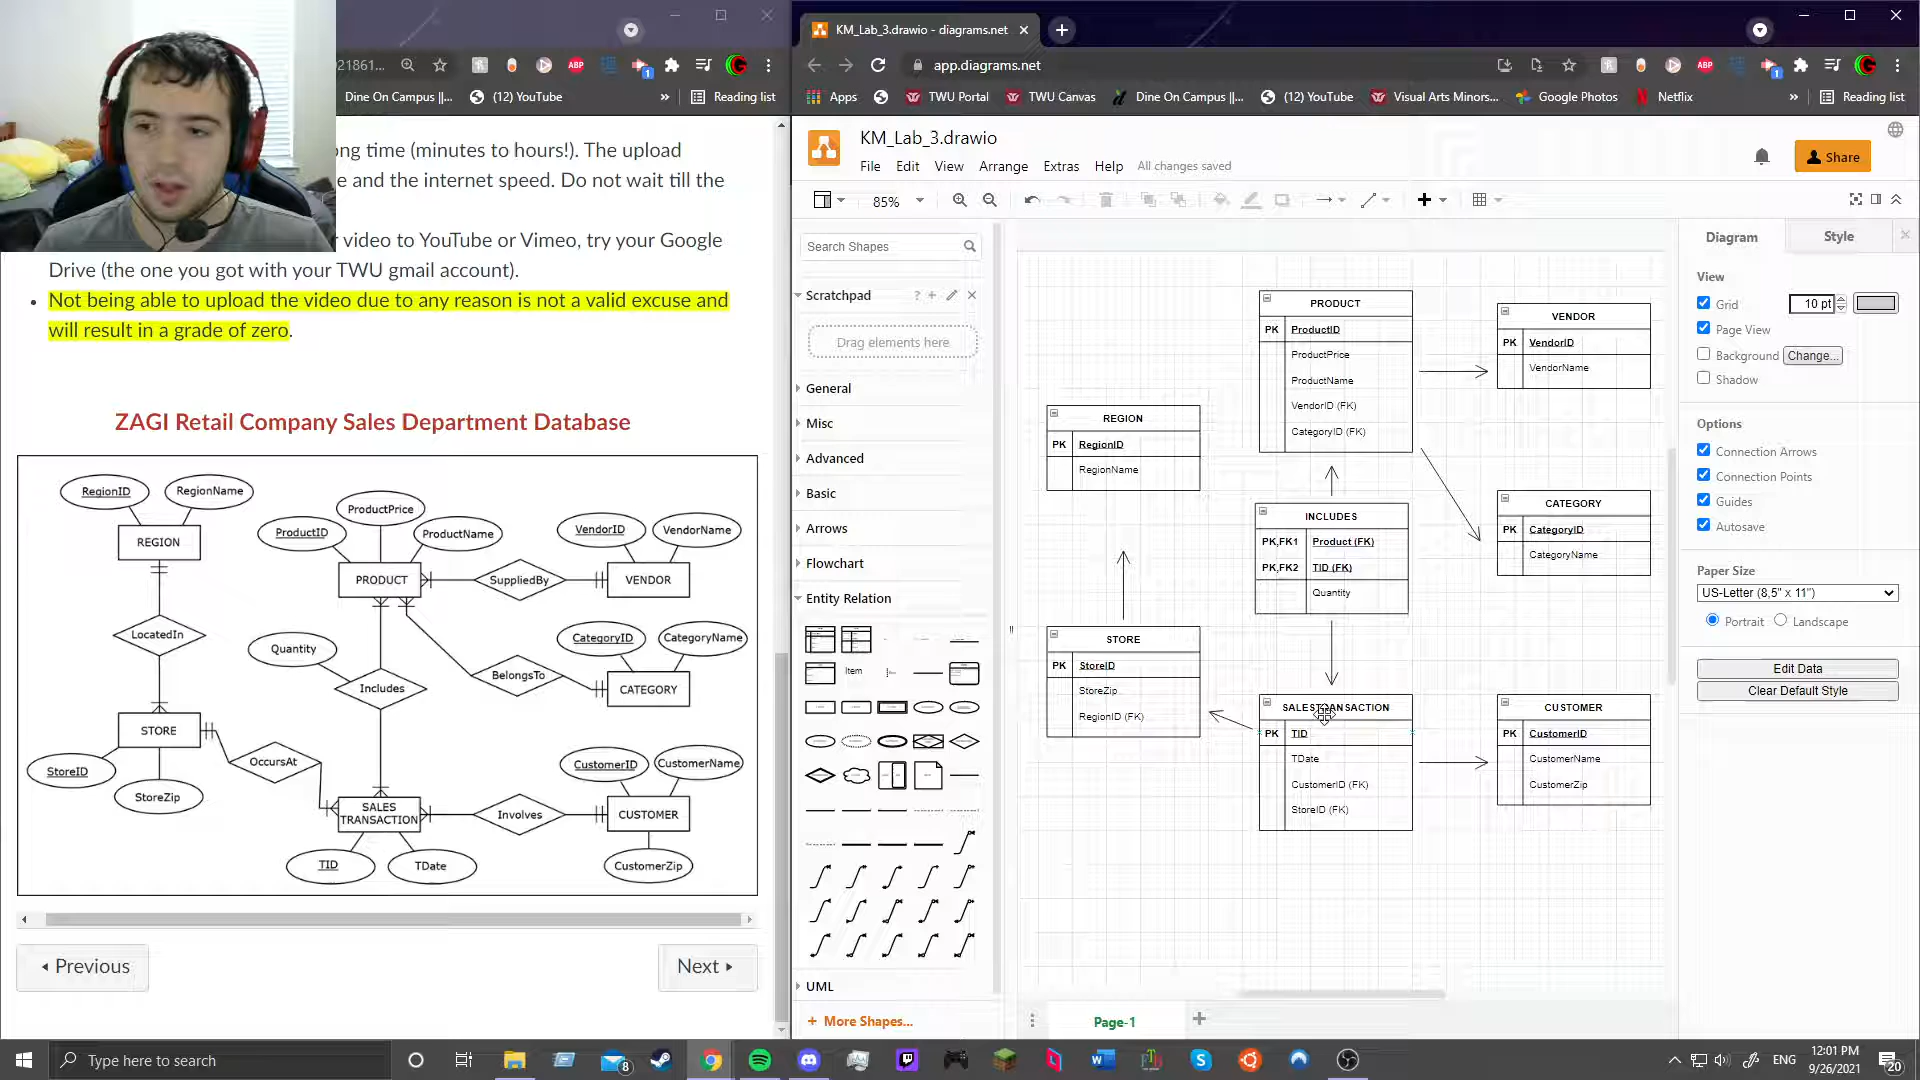 021861...
Dine On Campus ||...
(12) YouTube
»
Reading list
ong time (minutes to hours!). The upload
e and the internet speed. Do not wait till the
r video to YouTube or Vimeo, try your Google
Drive (the one you got with your TWU gmail account).
• Not being able to upload the video due to any reason is not a valid excuse and
will result in a grade of zero.
ZAGI Retail Company Sales Department Database
RegionID
RegionName
REGION
ProductPrice
ProductID
ProductName
VendorID
VendorName
PRODUCT
SuppliedBy
VENDOR
LocatedIn
Quantity
CategoryID
CategoryName
Includes
BelongsTo
CATEGORY
STORE
StoreID
OccursAt
StoreZip
CustomerID
CustomerName
SALES
TRANSACTION
Involves
CUSTOMER
TID
TDate
CustomerZip
Previous
Next
KM_Lab_3.drawio - diagrams.net
app.diagrams.net
ABP
Apps
TWU Portal
TWU Canvas
Dine On Campus ||...
(12) YouTube
Visual Arts Minors...
Google Photos
Netflix
»
Reading list
KM_Lab_3.drawio
File
Edit
View
Arrange
Extras
Help
All changes saved
Share
85%
Search Shapes
Scratchpad
Drag elements here
General
Misc
Advanced
Basic
Arrows
Flowchart
Entity Relation
Item
UML
+ More Shapes...
PRODUCT
PK ProductID
ProductPrice
ProductName
VendorID (FK)
CategoryID (FK)
VENDOR
PK VendorID
VendorName
REGION
PK RegionID
RegionName
INCLUDES
PK,FK1 Product (FK)
PK,FK2 TID (FK)
Quantity
CATEGORY
PK CategoryID
CategoryName
STORE
PK StoreID
StoreZip
RegionID (FK)
SALESTRANSACTION
PK TID
TDate
CustomerID (FK)
StoreID (FK)
CUSTOMER
PK CustomerID
CustomerName
CustomerZip
Page-1
Diagram
Style
View
Grid
10 pt
Page View
Background
Change...
Shadow
Options
Connection Arrows
Connection Points
Guides
Autosave
Paper Size
US-Letter (8,5" x 11")
Portrait
Landscape
Edit Data
Clear Default Style
Type here to search
8
ENG
12:01 PM
9/26/2021
20